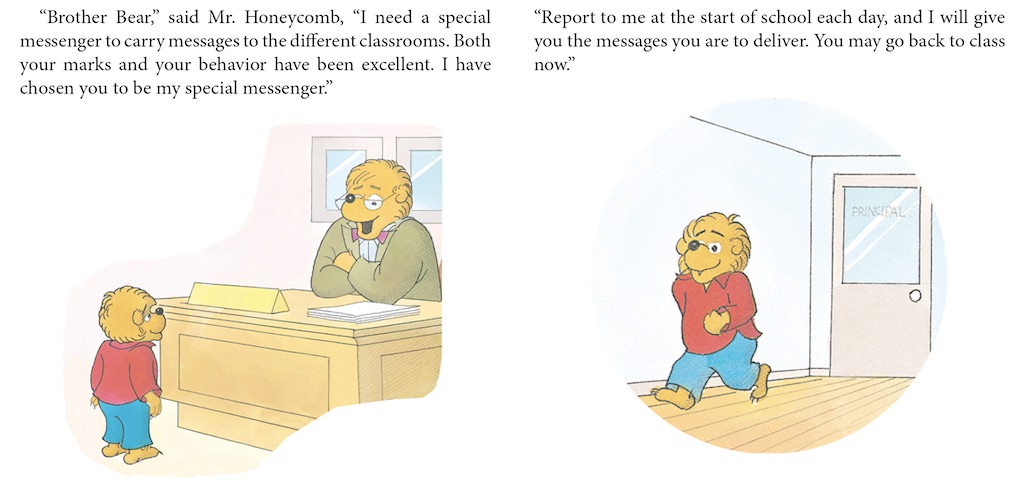 “Brother Bear,” said Mr. Honeycomb, “I need a special
messenger to carry messages to the different classrooms. Both
your marks and your behavior have been excellent. I have
chosen you to be my special messenger.”
“Report to me at the start of school each day, and I will give
you the messages you are to deliver. You may go back to class
now.”
PRINCIPAL